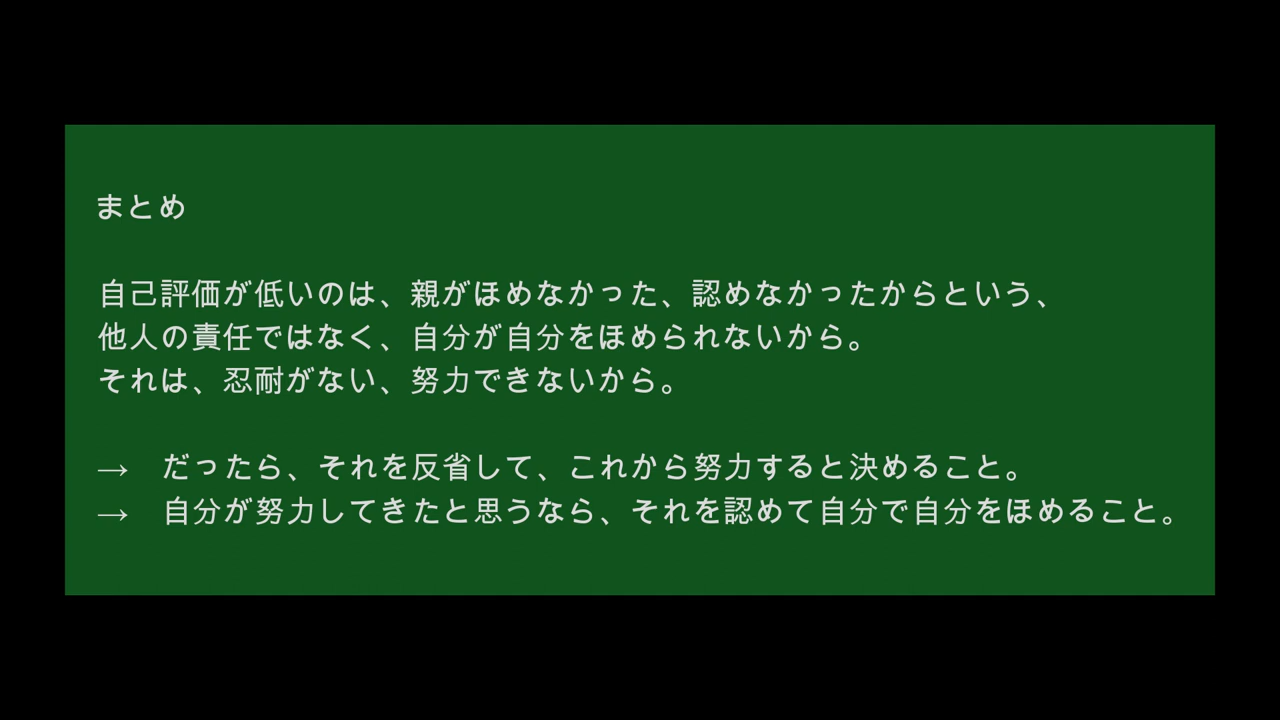 まとめ
自己評価が低いのは、親がほめなかった、認めなかったからという、
他人の責任ではなく、自分が自分をほめられないから。
それは、忍耐がない、努力できないから。
→　だったら、それを反省して、これから努力すると決めること。
→　自分が努力してきたと思うなら、それを認めて自分で自分をほめること。